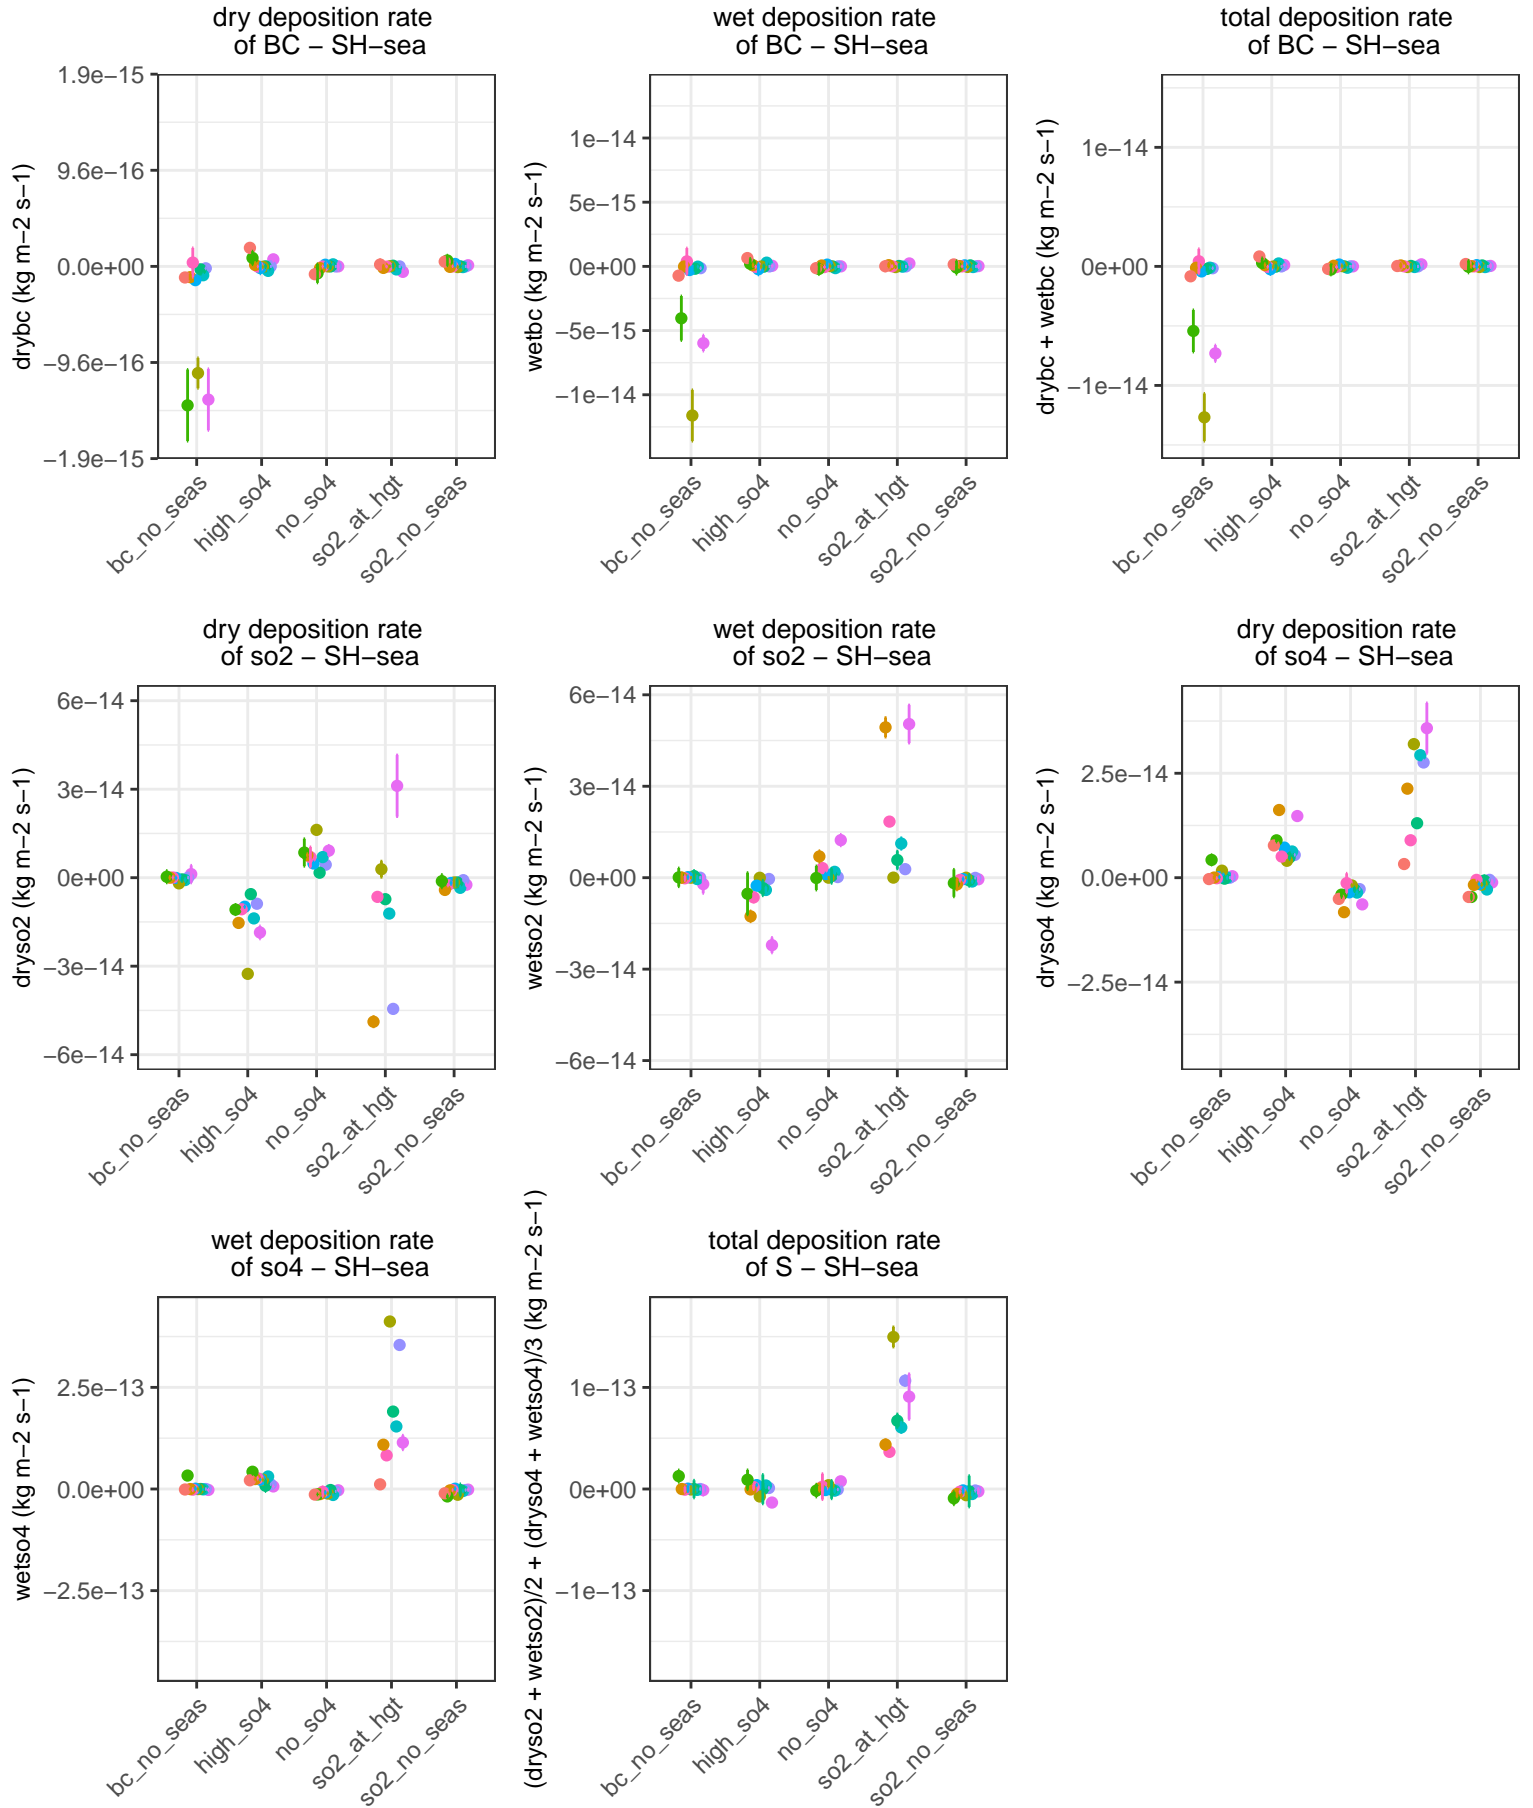 dry deposition rate
of BC − SH−sea
drybc (kg m−2 s−1)
1.9e−15
9.6e−16
0.0e+00
−9.6e−16
−1.9e−15
bc_no_seas
high_so4
no_so4
so2_at_hgt
so2_no_seas
wet deposition rate
of BC − SH−sea
wetbc (kg m−2 s−1)
1e−14
5e−15
0e+00
−5e−15
−1e−14
bc_no_seas
high_so4
no_so4
so2_at_hgt
so2_no_seas
total deposition rate
of BC − SH−sea
drybc + wetbc (kg m−2 s−1)
1e−14
0e+00
−1e−14
bc_no_seas
high_so4
no_so4
so2_at_hgt
so2_no_seas
dry deposition rate
of so2 − SH−sea
dryso2 (kg m−2 s−1)
6e−14
3e−14
0e+00
−3e−14
−6e−14
bc_no_seas
high_so4
no_so4
so2_at_hgt
so2_no_seas
wet deposition rate
of so2 − SH−sea
wetso2 (kg m−2 s−1)
6e−14
3e−14
0e+00
−3e−14
−6e−14
bc_no_seas
high_so4
no_so4
so2_at_hgt
so2_no_seas
dry deposition rate
of so4 − SH−sea
dryso4 (kg m−2 s−1)
2.5e−14
0.0e+00
−2.5e−14
bc_no_seas
high_so4
no_so4
so2_at_hgt
so2_no_seas
wet deposition rate
of so4 − SH−sea
wetso4 (kg m−2 s−1)
2.5e−13
0.0e+00
−2.5e−13
bc_no_seas
high_so4
no_so4
so2_at_hgt
so2_no_seas
total deposition rate
of S − SH−sea
(dryso2 + wetso2)/2 + (dryso4 + wetso4)/3 (kg m−2 s−1)
1e−13
0e+00
−1e−13
bc_no_seas
high_so4
no_so4
so2_at_hgt
so2_no_seas